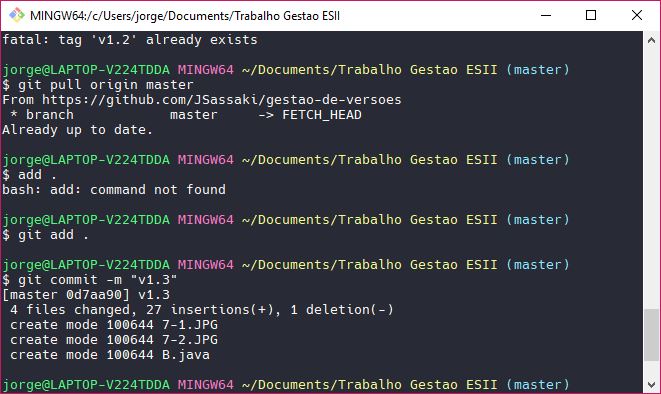 MINGW64:/c/Users/jorge/Documents/Trabalho Gestao ESII
fatal: tag 'v1.2' already exists
jorge@LAPTOP-V224TDDA MINGW64 ~/Documents/Trabalho Gestao ESII (master)
$ git pull origin master
From https://github.com/JSassaki/gestao-de-versoes
 * branch            master     -> FETCH_HEAD
Already up to date.
jorge@LAPTOP-V224TDDA MINGW64 ~/Documents/Trabalho Gestao ESII (master)
$ add .
bash: add: command not found
jorge@LAPTOP-V224TDDA MINGW64 ~/Documents/Trabalho Gestao ESII (master)
$ git add .
jorge@LAPTOP-V224TDDA MINGW64 ~/Documents/Trabalho Gestao ESII (master)
$ git commit -m "v1.3"
[master 0d7aa90] v1.3
 4 files changed, 27 insertions(+), 1 deletion(-)
 create mode 100644 7-1.JPG
 create mode 100644 7-2.JPG
 create mode 100644 B.java
jorge@LAPTOP-V224TDDA MINGW64 ~/Documents/Trabalho Gestao ESII (master)